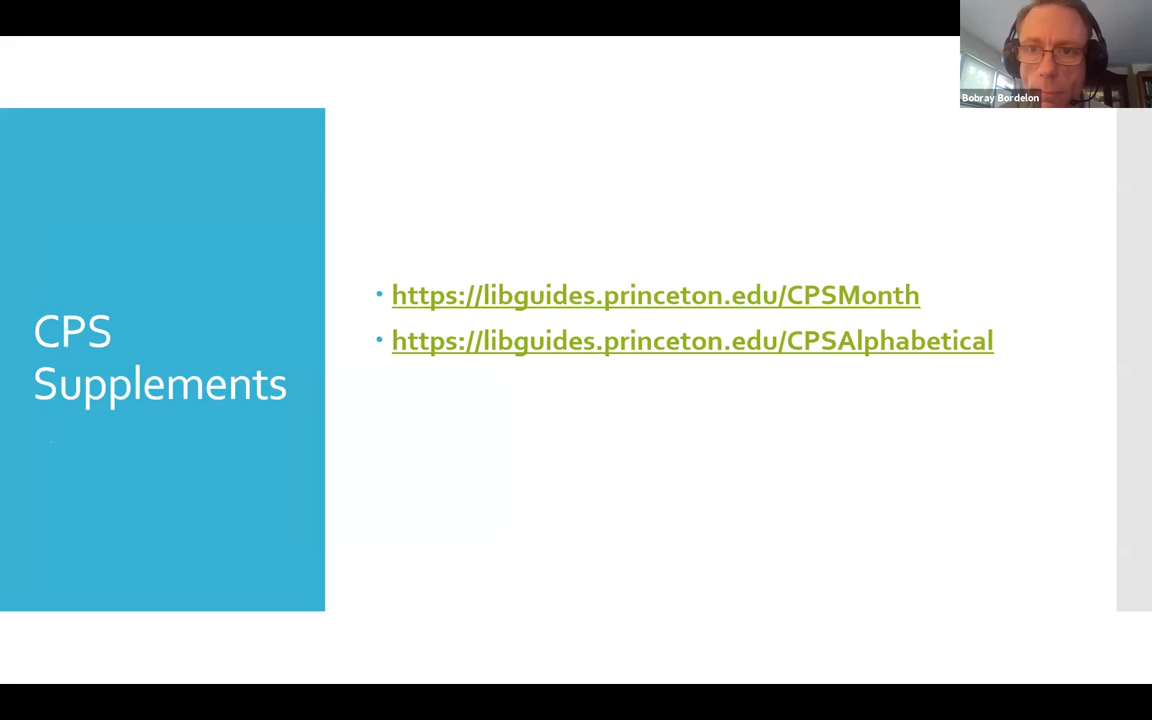 Bobray Bordelon
CPS
Supplements
https://libguides.princeton.edu/CPSMonth
https://libguides.princeton.edu/CPSAlphabetical